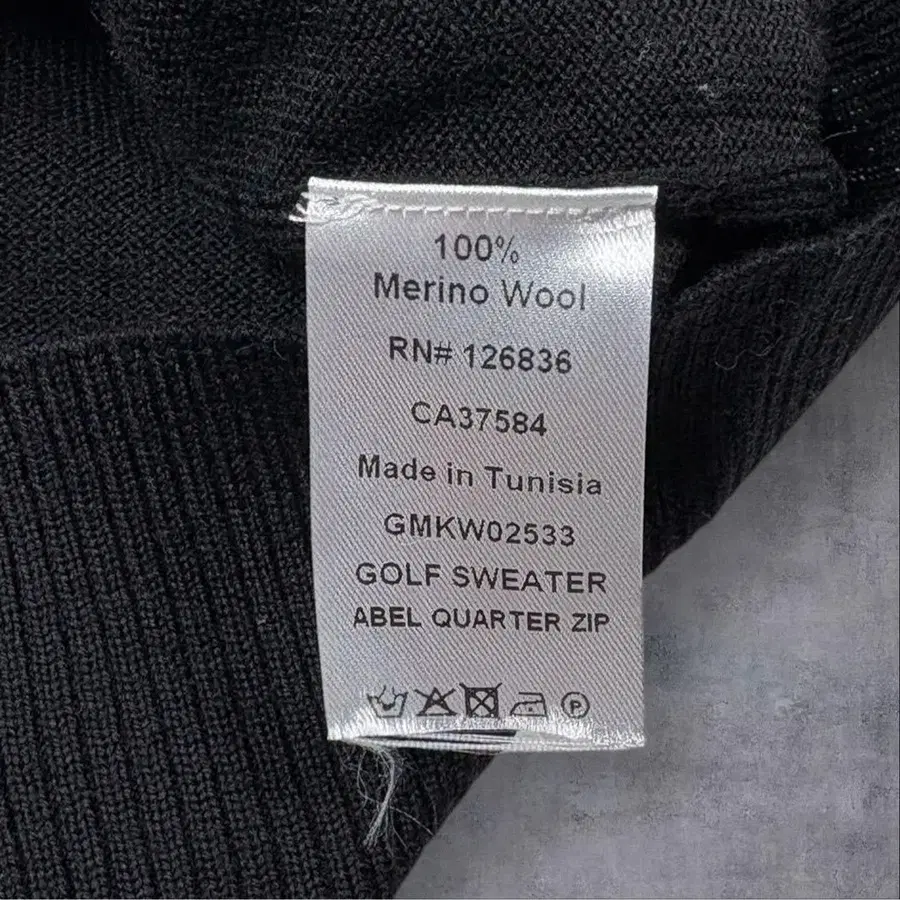 100%
Merino Wool
RN# 126836
CA37584
Made in Tunisia
GMKW02533
GOLF SWEATER
ABEL QUARTER ZIP
P